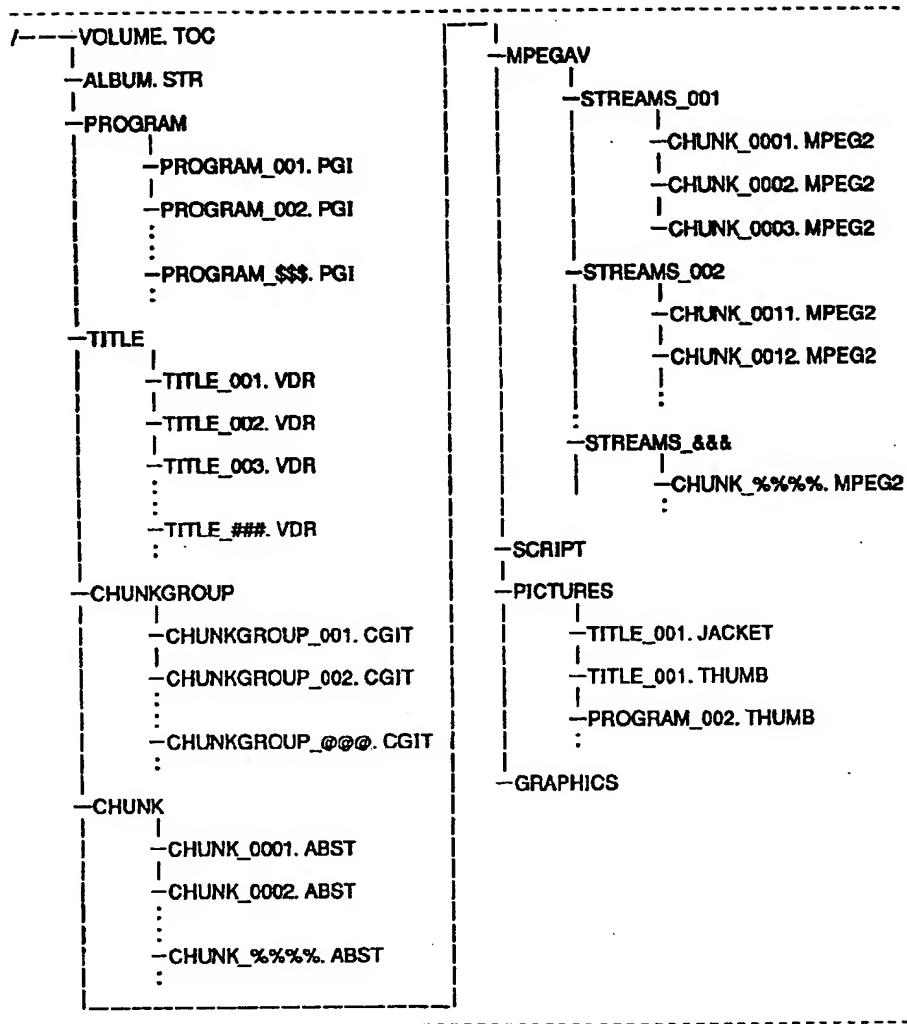 VOLUME. TOC
ALBUM. STR
PROGRAM
PROGRAM_001. PGI
PROGRAM_002. PGI
PROGRAM_$$$. PGI
TITLE
TITLE_001. VDR
TITLE_002. VDR
TITLE_003. VDR
TITLE_###. VDR
CHUNKGROUP
CHUNKGROUP_001. CGIT
CHUNKGROUP_002. CGIT
CHUNKGROUP_@@@. CGIT
CHUNK
CHUNK_0001. ABST
CHUNK_0002. ABST
CHUNK_%%%%. ABST
MPEGAV
STREAMS_001
CHUNK_0001. MPEG2
CHUNK_0002. MPEG2
CHUNK_0003. MPEG2
STREAMS_002
CHUNK_0011. MPEG2
CHUNK_0012. MPEG2
STREAMS_&&&
CHUNK_%%%%. MPEG2
SCRIPT
PICTURES
TITLE_001. JACKET
TITLE_001. THUMB
PROGRAM_002. THUMB
GRAPHICS